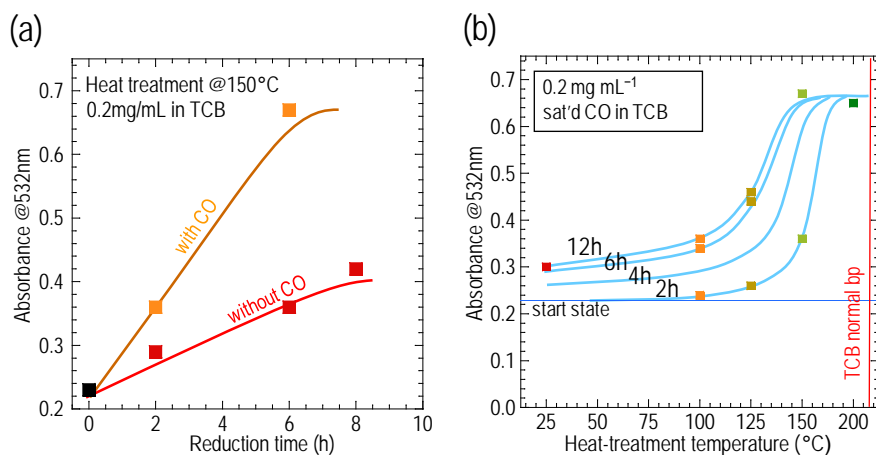 (a)
Heat treatment @150°C
0.2mg/mL in TCB
with CO
without CO
Absorbance @532nm
0.7
0.6
0.5
0.4
0.3
0.2
0
2
4
6
8
10
Reduction time (h)
(b)
0.2 mg mL⁻¹
sat'd CO in TCB
12h
6h
4h
2h
start state
TCB normal bp
Absorbance @532nm
0.7
0.6
0.5
0.4
0.3
0.2
0.1
0.0
25
50
75
100
125
150
175
200
Heat-treatment temperature (°C)